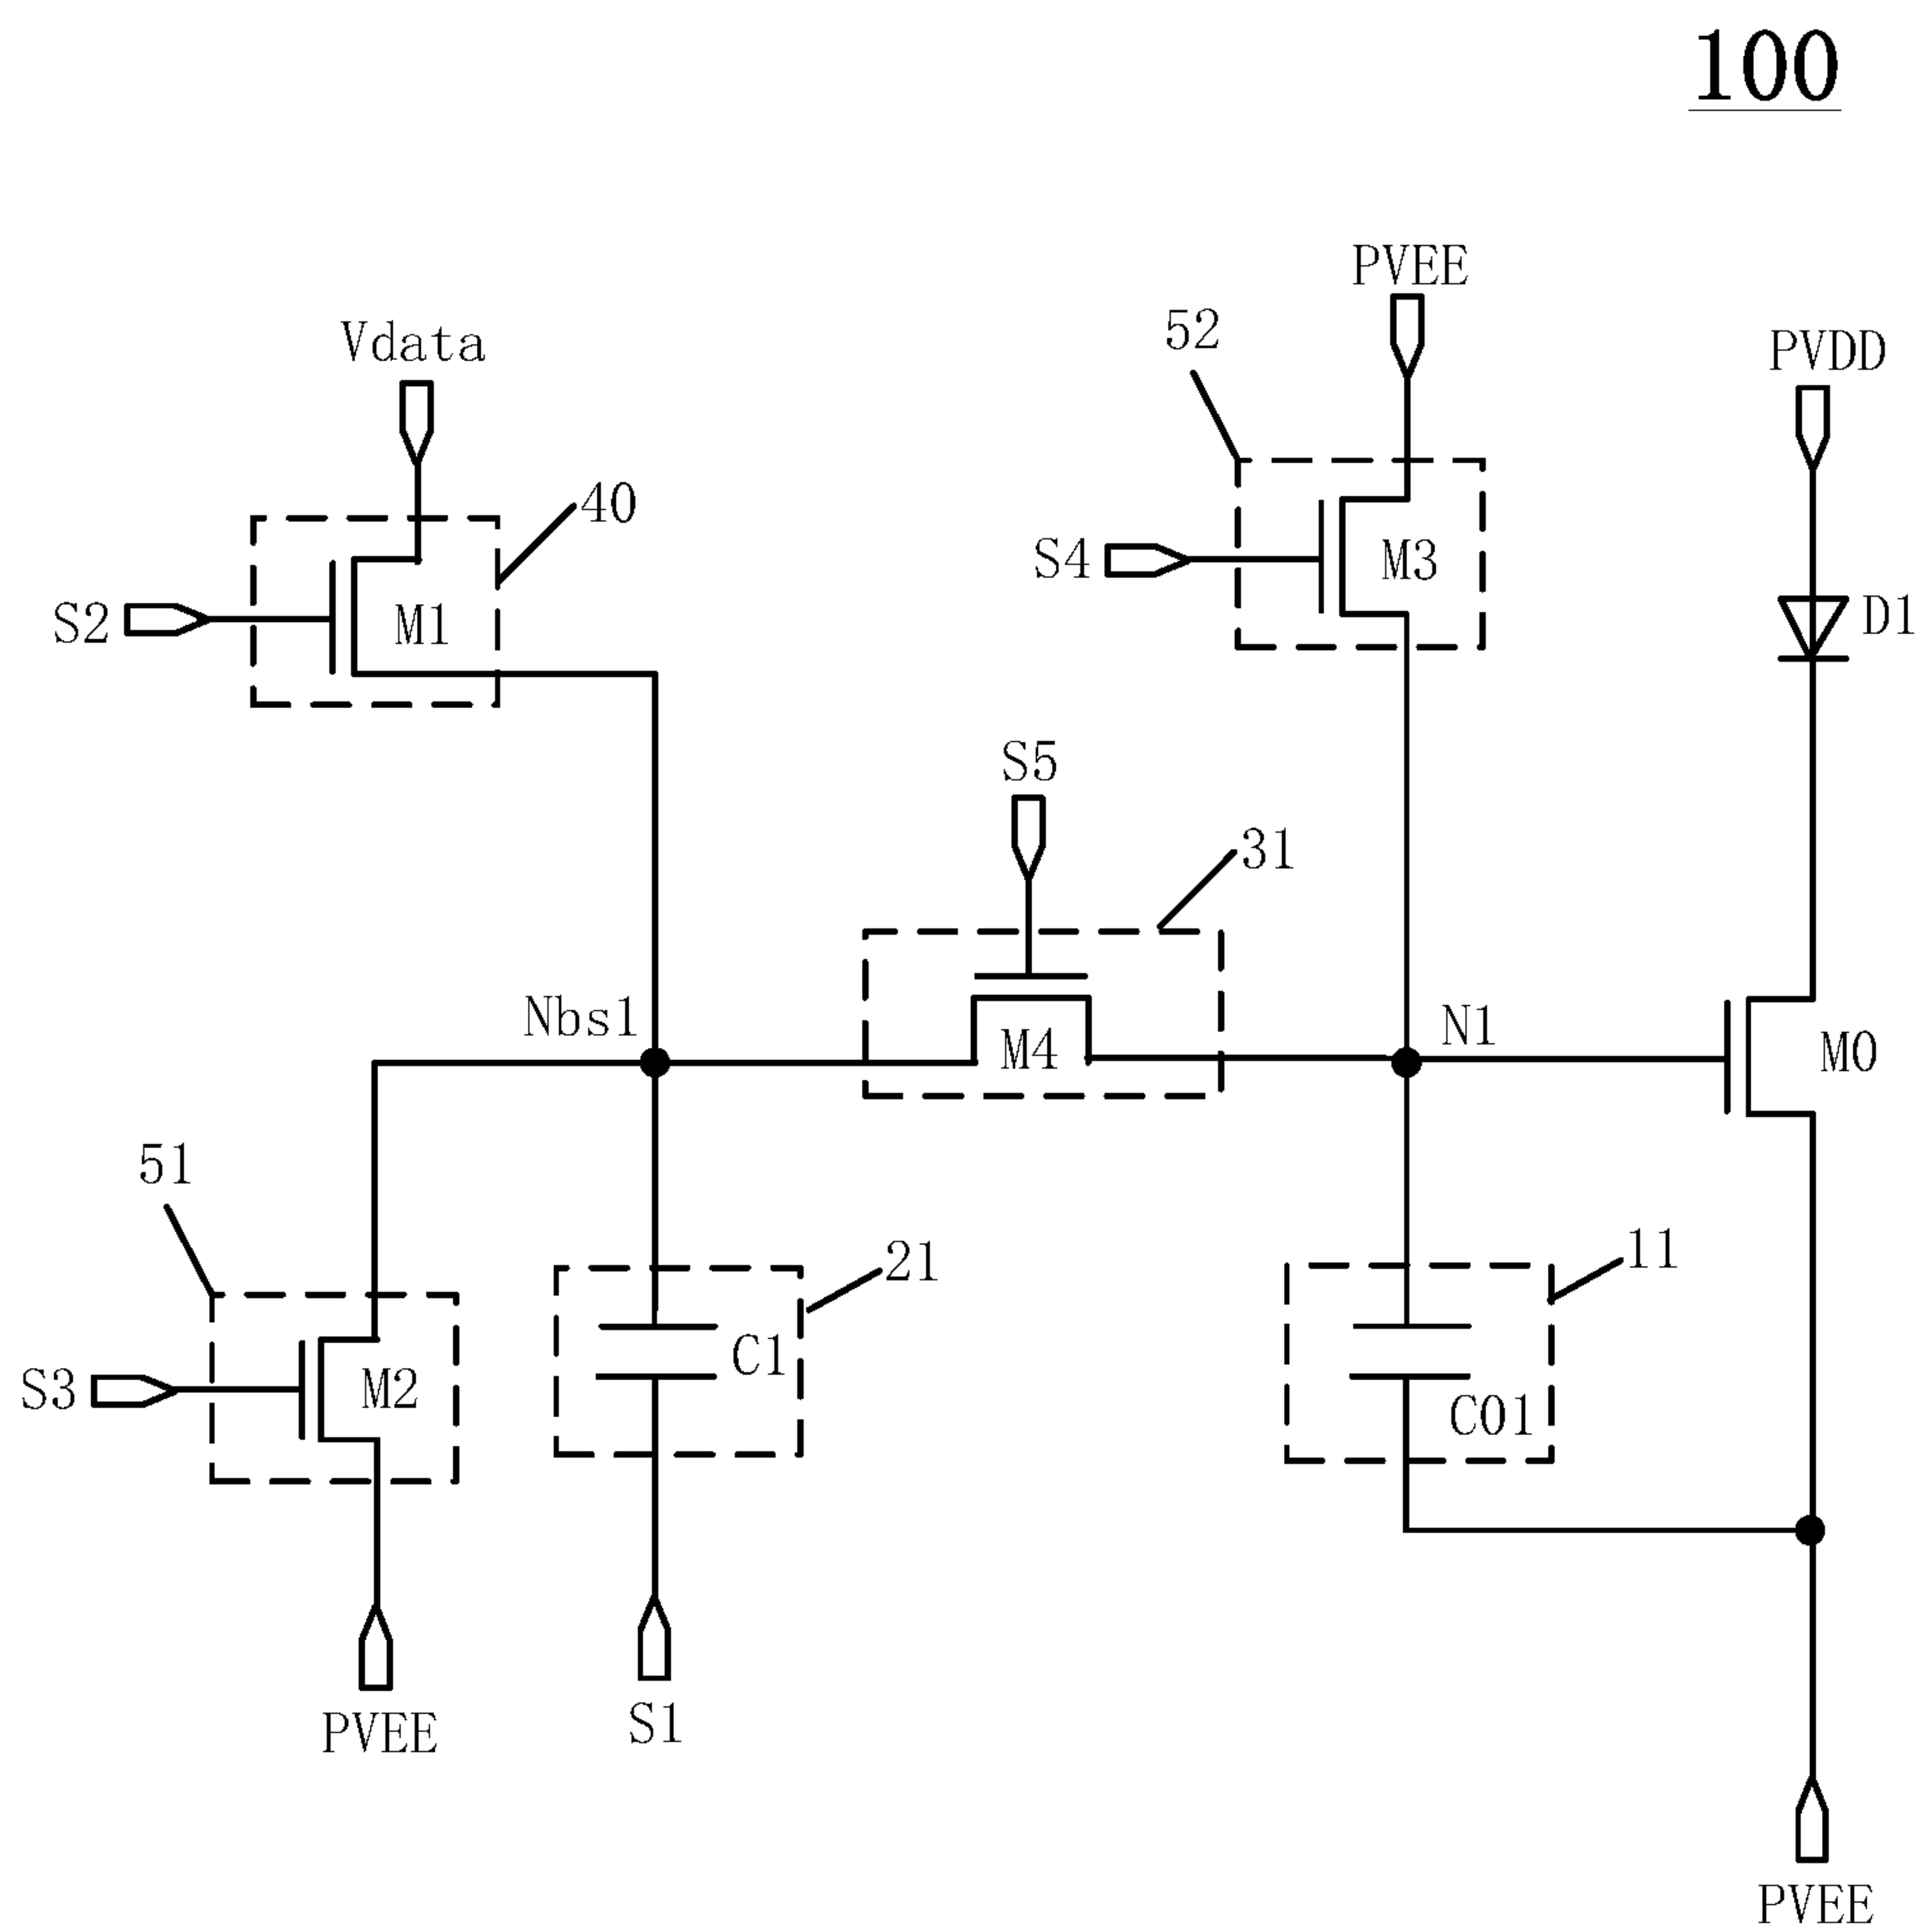 100
PVEE
52
Vdata
PVDD
40
S4
M3
S2
M1
D1
S5
31
Nbs1
M4
N1
M0
51
21
11
C1
S3
M2
C01
PVEE
S1
PVEE